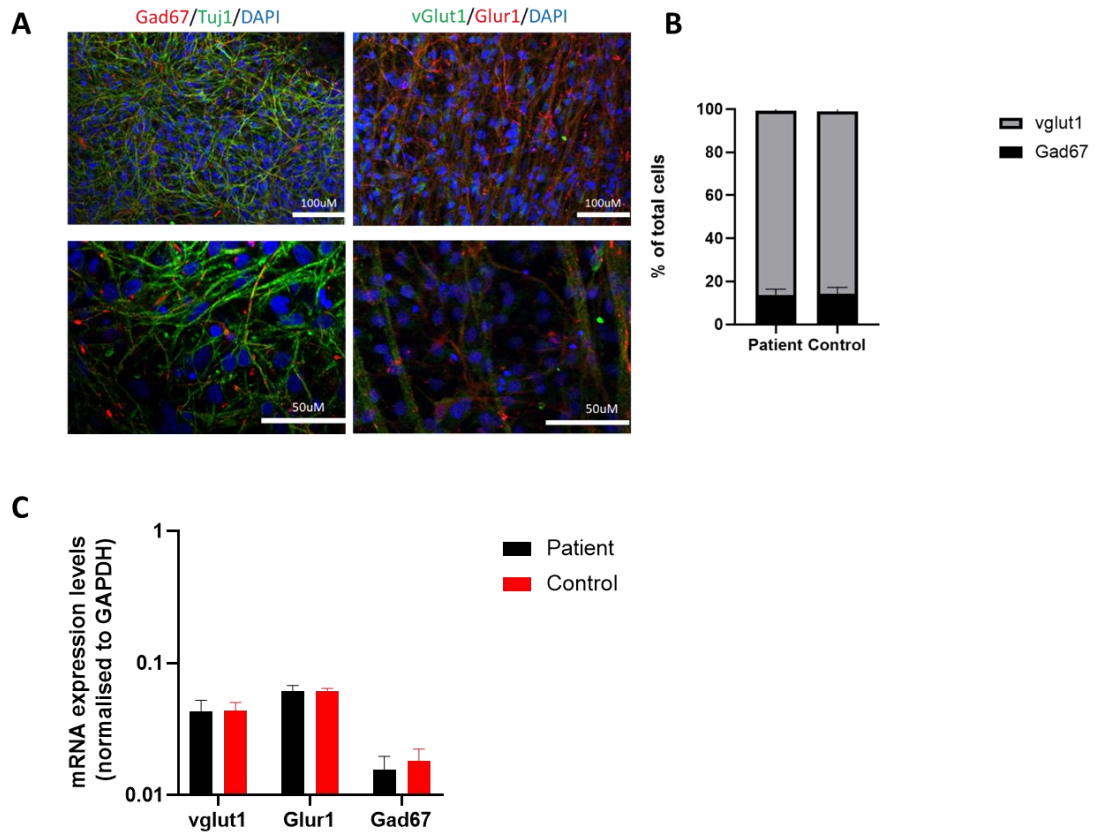 A
Gad67/Tuj1/DAPI
vGlut1/Glur1/DAPI
100uM
100uM
50uM
50uM
B
% of total cells
100
80
60
40
20
0
Patient Control
vglut1
Gad67
C
mRNA expression levels
(normalised to GAPDH)
1
0.1
0.01
vglut1 Glur1 Gad67
Patient
Control